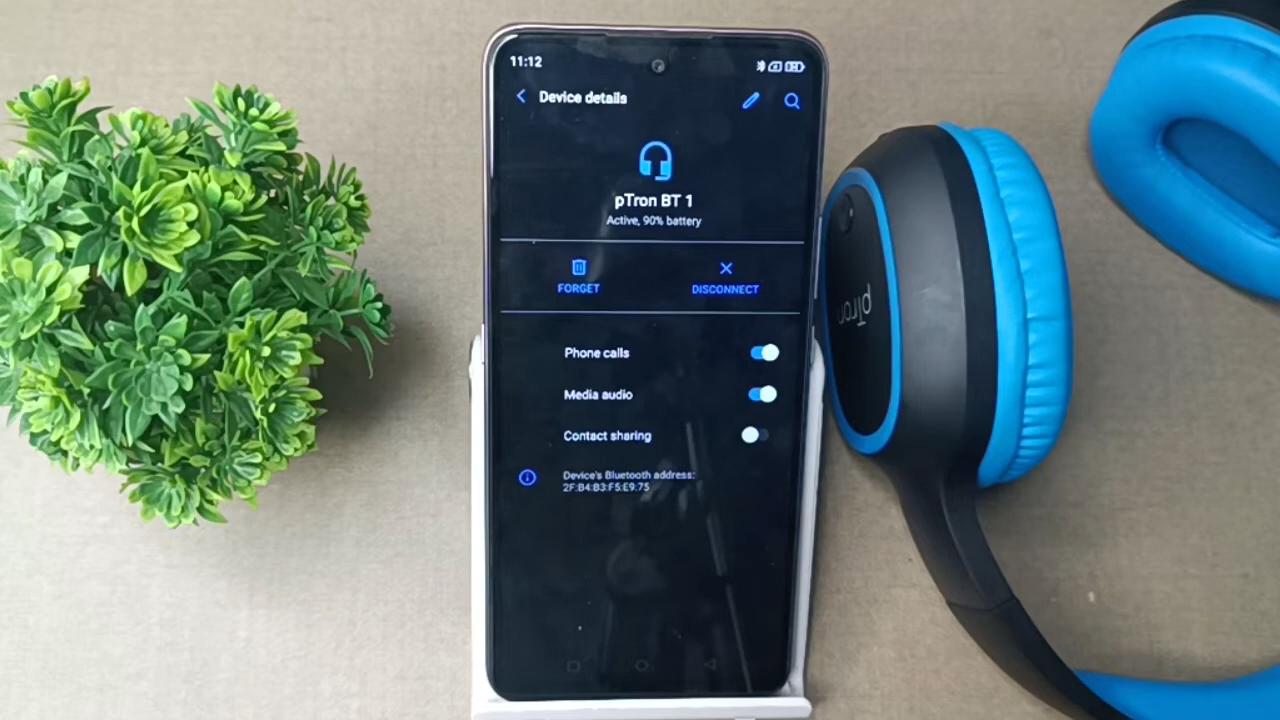 11:12
Device details
pTron BT 1
Active, 90% battery
FORGET
DISCONNECT
Phone calls
Media audio
Contact sharing
Device's Bluetooth address:
2F:B4:B3:F5:E9:75
pTron